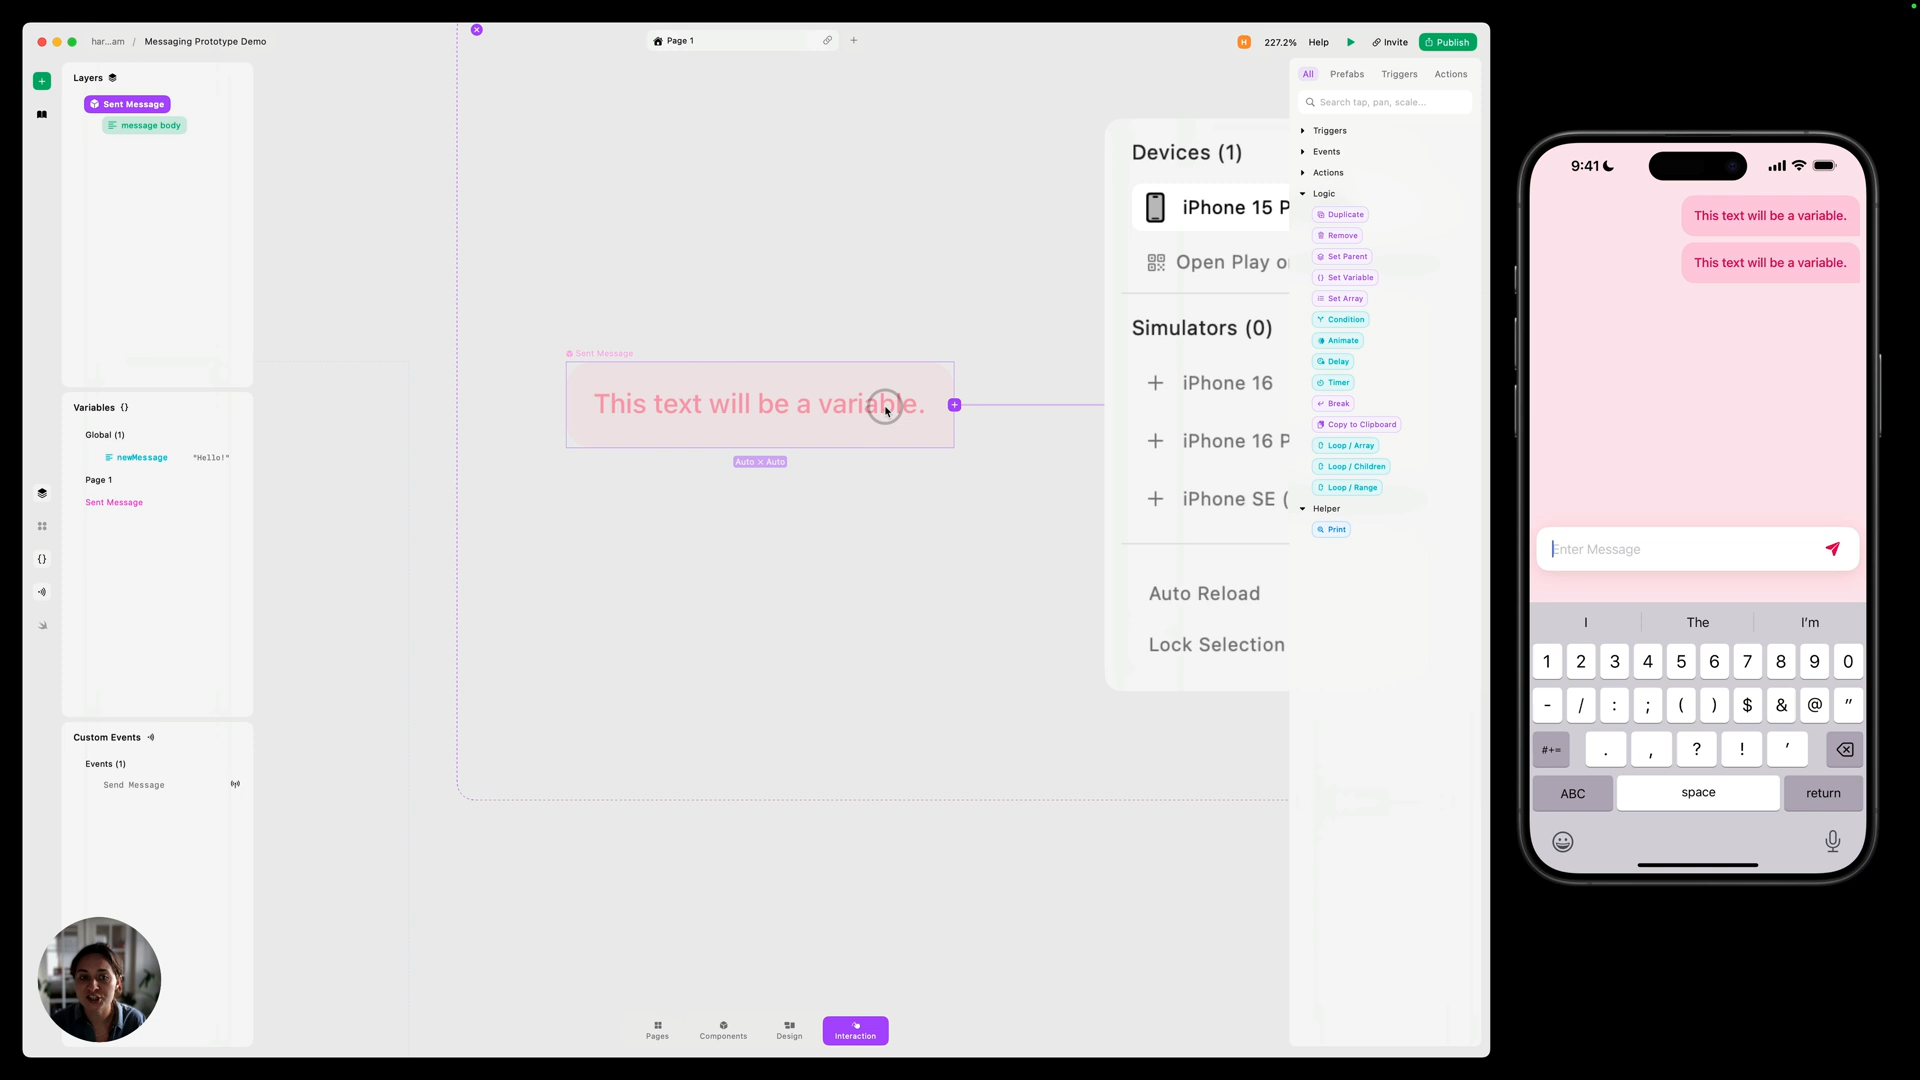 har...am / Messaging Prototype Demo
Page 1
H
227.2%
Help
Invite
Publish
Layers
Sent Message
message body
Variables {}
Global (1)
newMessage "Hello!"
Page 1
Sent Message
Custom Events
Events (1)
Send Message
Sent Message
This text will be a variable.
Auto × Auto
Pages
Components
Design
Interaction
Devices (1)
iPhone 15 P
Open Play o
Simulators (0)
iPhone 16
iPhone 16 P
iPhone SE (
Auto Reload
Lock Selection
All
Prefabs
Triggers
Actions
Search tap, pan, scale...
Triggers
Events
Actions
Logic
Duplicate
Remove
Set Parent
Set Variable
Set Array
Condition
Animate
Delay
Timer
Break
Copy to Clipboard
Loop / Array
Loop / Children
Loop / Range
Helper
Print
9:41
This text will be a variable.
This text will be a variable.
Enter Message
I The I'm
1 2 3 4 5 6 7 8 9 0
- / : ; ( ) $ & @ "
#+= . , ? ! '
ABC space return